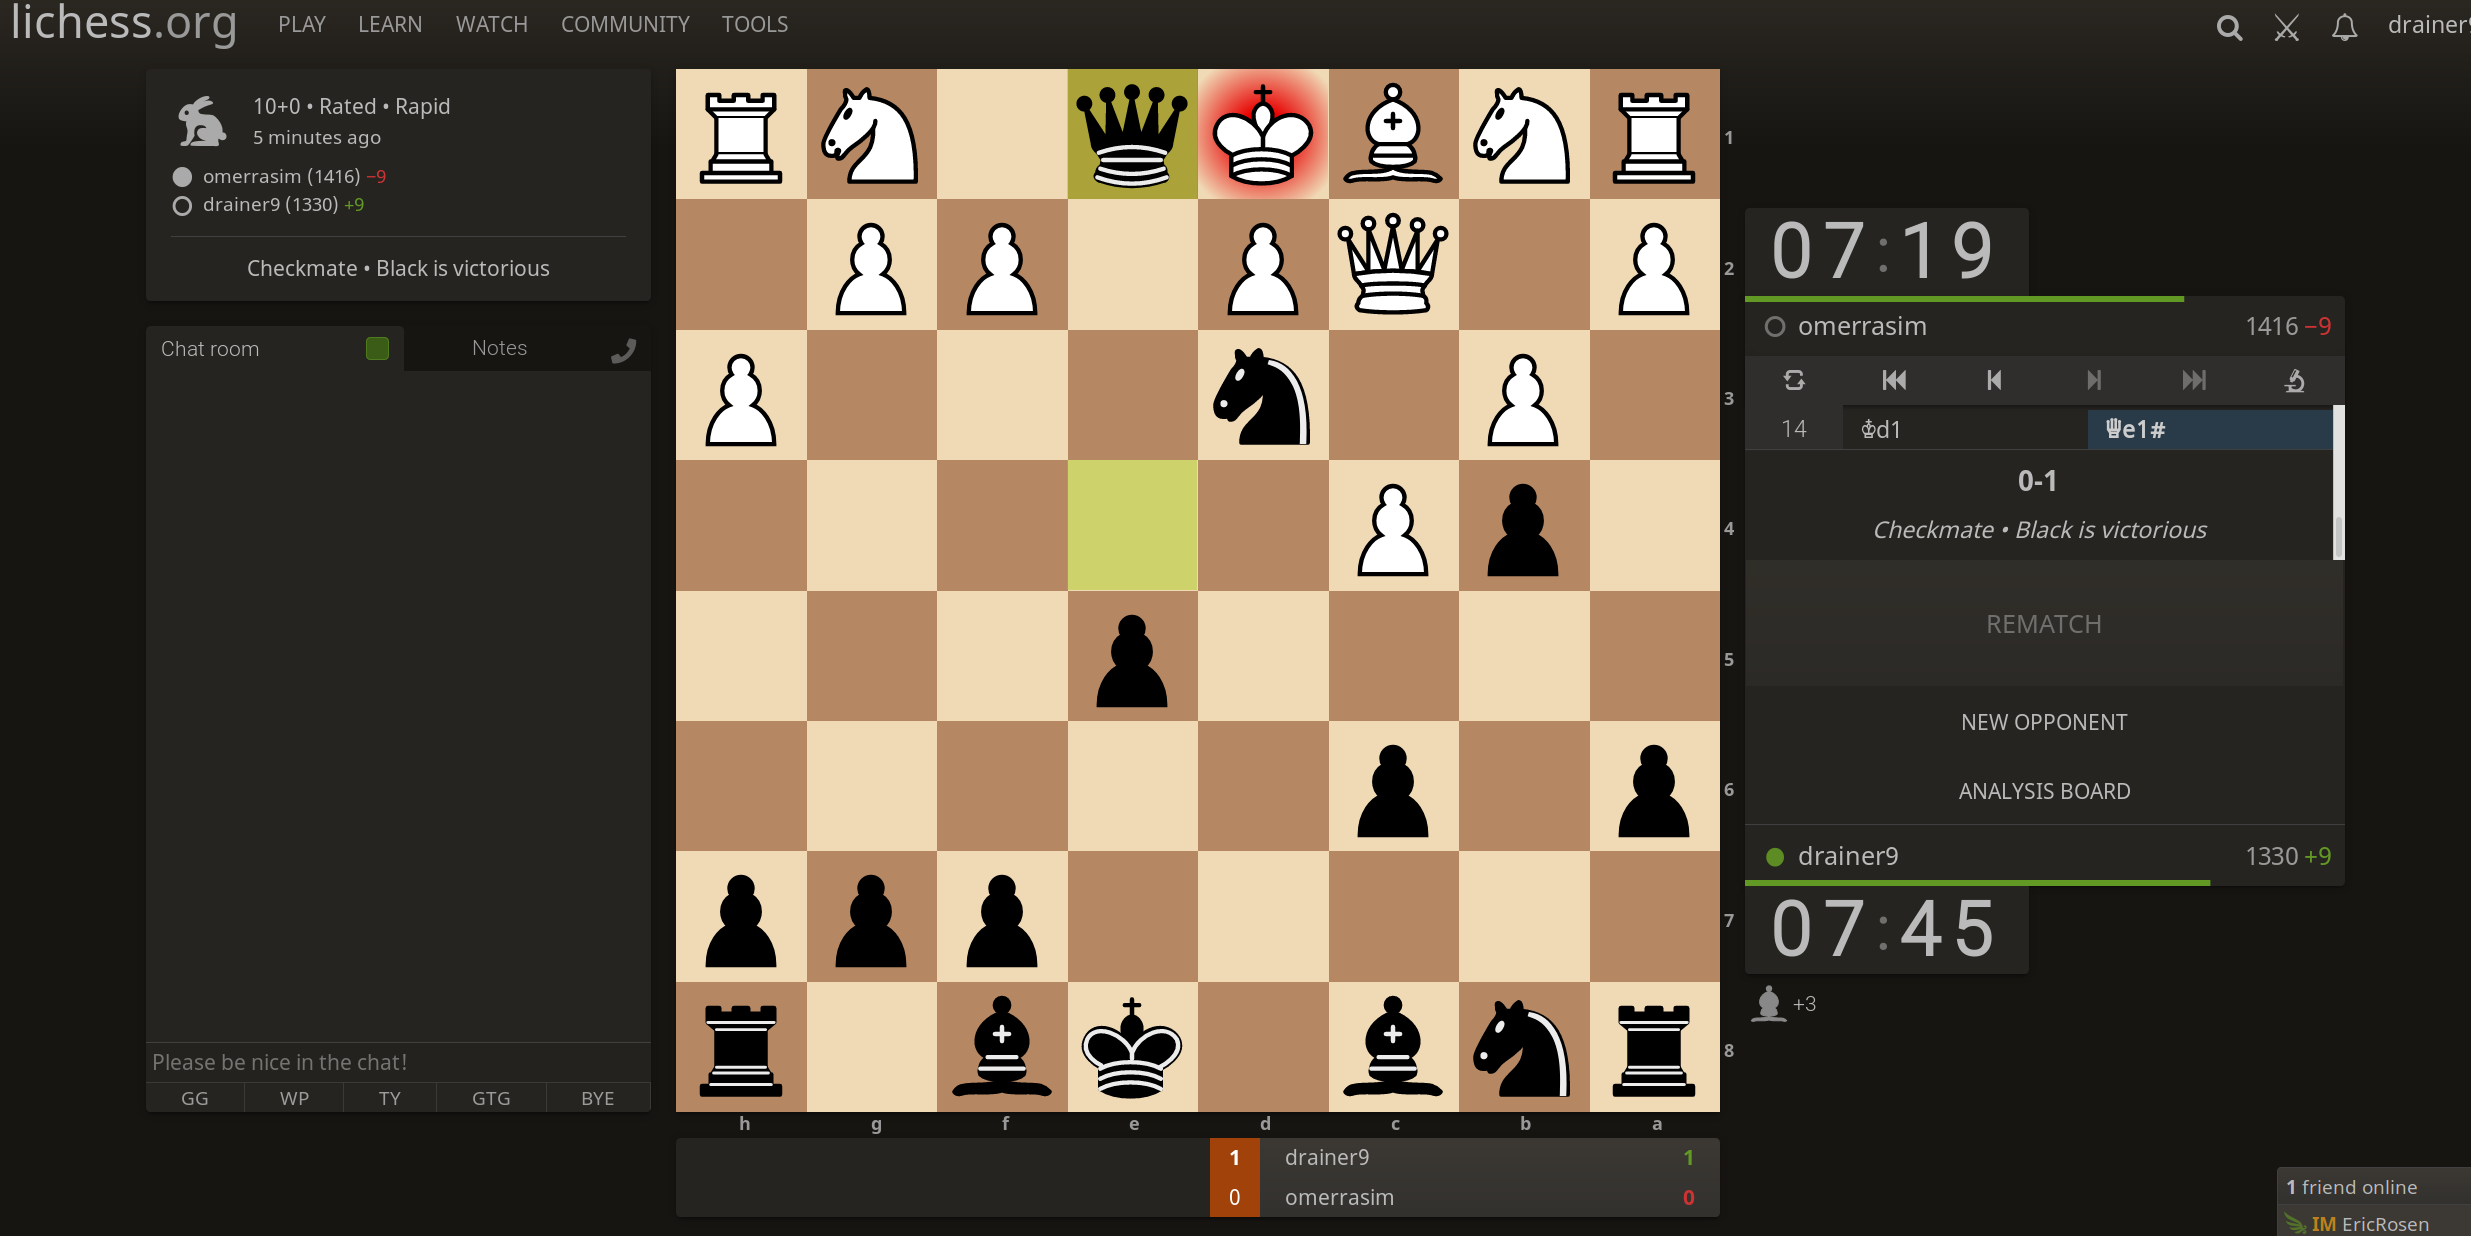 lichess.org PLAY LEARN WATCH COMMUNITY TOOLS drainer9
10+0 • Rated • Rapid
5 minutes ago
omerrasim (1416) −9
drainer9 (1330) +9
Checkmate • Black is victorious
Chat room Notes
Please be nice in the chat!
GG WP TY GTG BYE
1
2
3
4
5
6
7
8
h g f e d c b a
1 drainer9 1
0 omerrasim 0
07:19
omerrasim 1416 −9
14 ♔d1 ♛e1#
0-1
Checkmate • Black is victorious
REMATCH
NEW OPPONENT
ANALYSIS BOARD
drainer9 1330 +9
07:45
+3
1 friend online
IM EricRosen